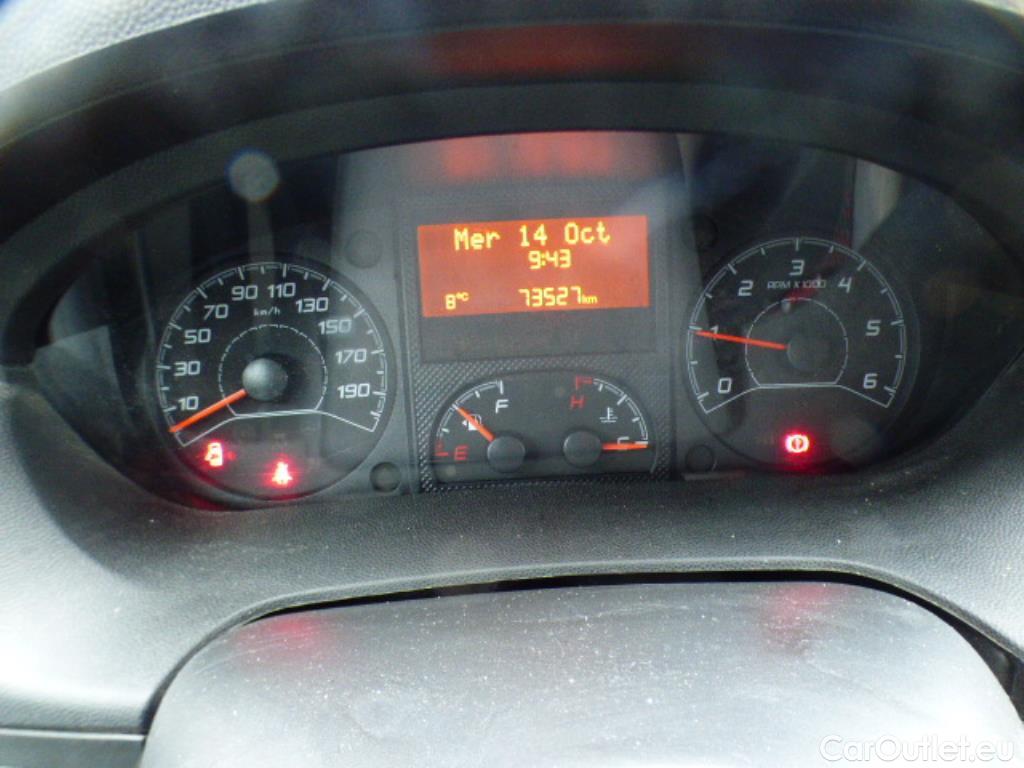 Mer 14 Oct
9:43
8°C 73527km
10 30 50 70 90 110 130 150 170 190
km/h
F
E
H
C
0 1 2 3 4 5 6
RPM X 1000
CarOutlet.eu